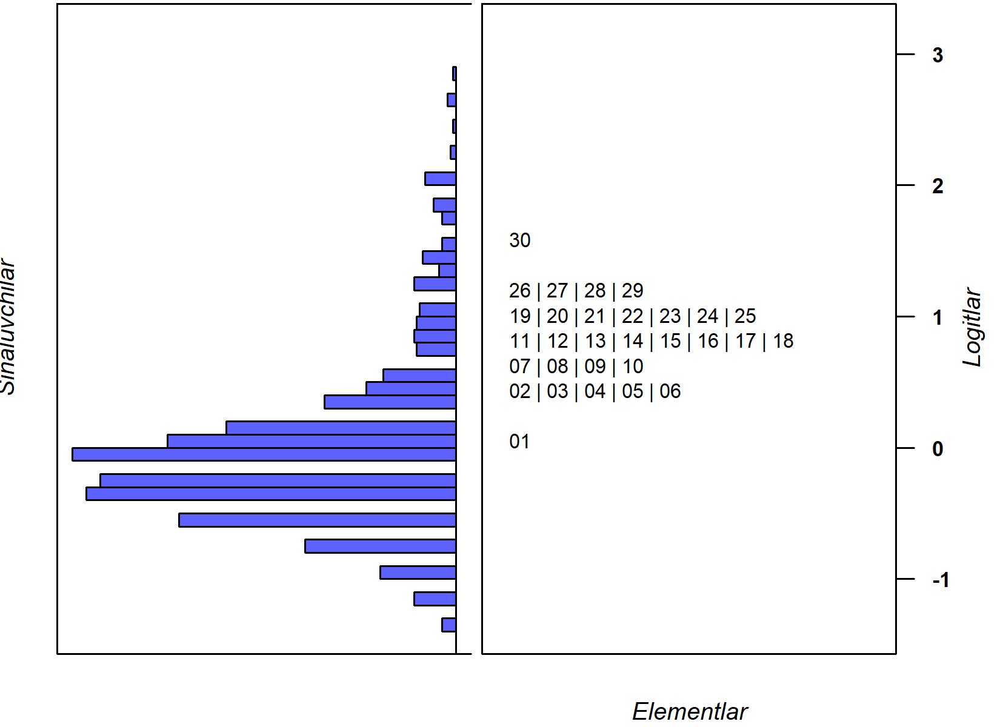 Sinaluvchilar
30
26 | 27 | 28 | 29
19 | 20 | 21 | 22 | 23 | 24 | 25
11 | 12 | 13 | 14 | 15 | 16 | 17 | 18
07 | 08 | 09 | 10
02 | 03 | 04 | 05 | 06
01
3
2
1
0
-1
Logitlar
Elementlar